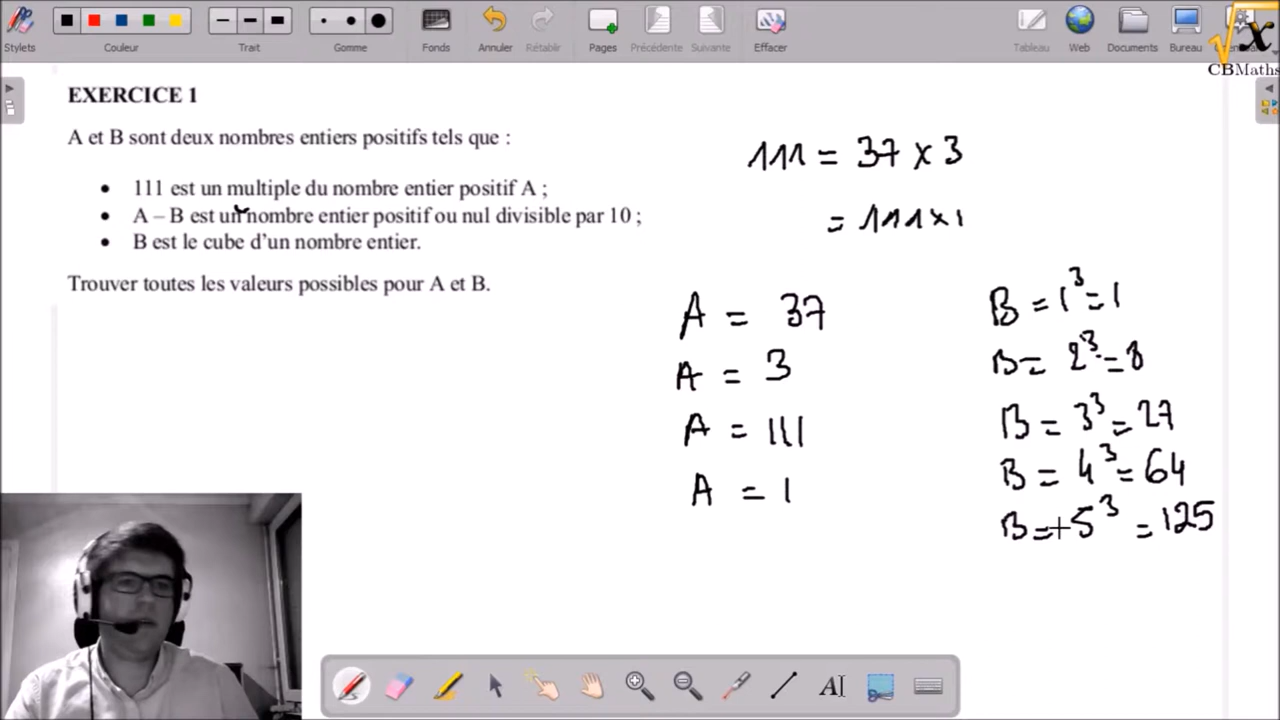 Stylets
Couleur
Trait
Gomme
Fonds
Annuler
Rétablir
Pages
Précédente
Suivante
Effacer
Tableau
Web
Documents
Bureau
CBMaths
EXERCICE 1
A et B sont deux nombres entiers positifs tels que :
• 111 est un multiple du nombre entier positif A ;
• A – B est un nombre entier positif ou nul divisible par 10 ;
• B est le cube d'un nombre entier.
Trouver toutes les valeurs possibles pour A et B.
111 = 37 x 3
= 111 x 1
A = 37
A = 3
A = 111
A = 1
B = 1³ = 1
B = 2³ = 8
B = 3³ = 27
B = 4³ = 64
B = 5³ = 125